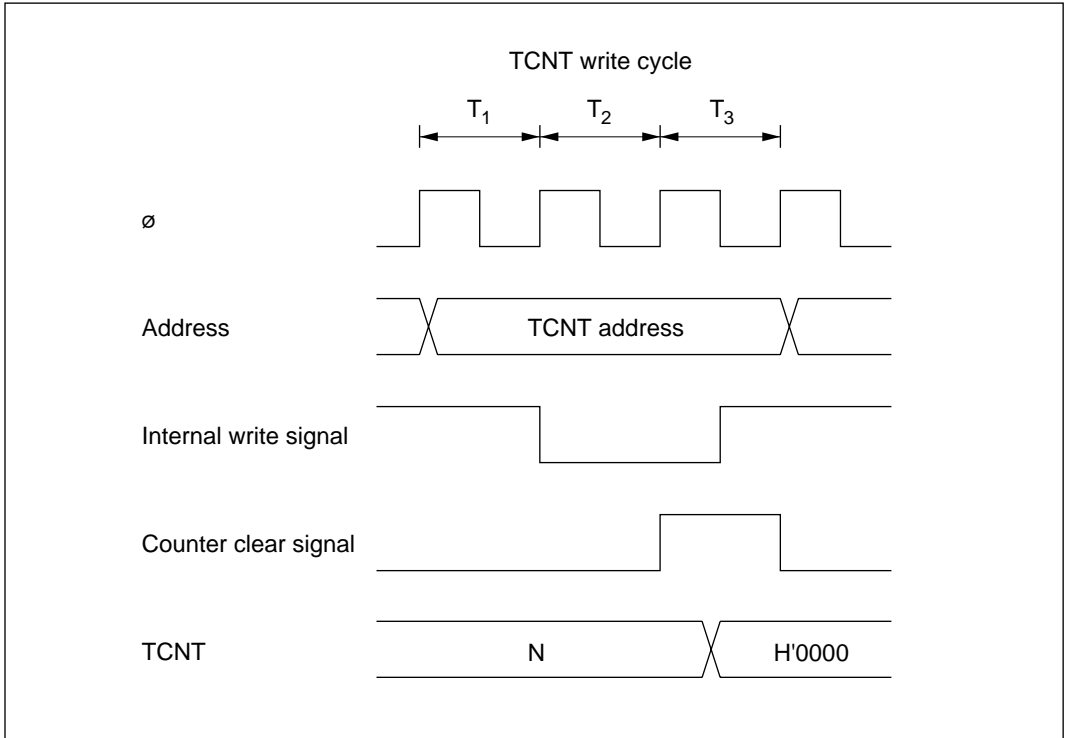 TCNT write cycle
T1 T2 T3
ø
Address TCNT address
Internal write signal
Counter clear signal
TCNT N H'0000